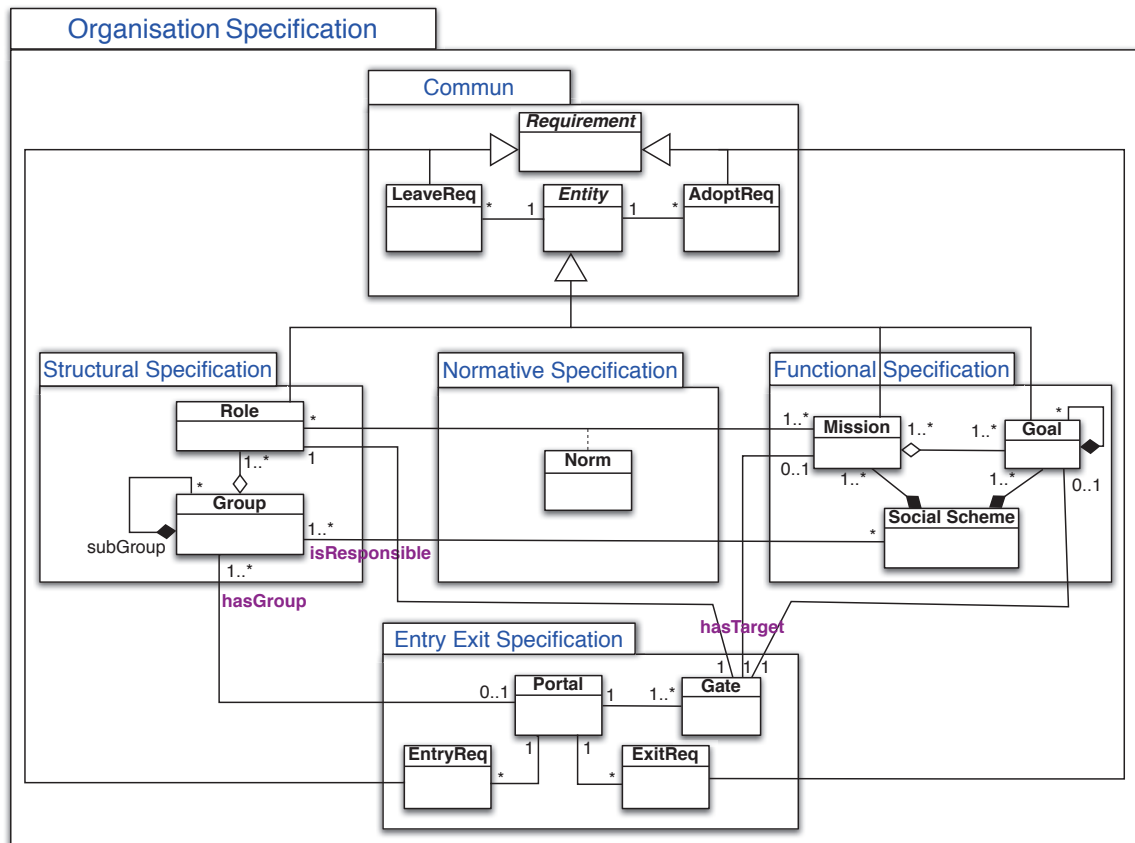 Organisation Specification
Commun
Requirement
LeaveReq
Entity
AdoptReq
* 1 1 *
Structural Specification
Normative Specification
Functional Specification
Role
*
1..*
Mission
1..*
1..*
Goal
*
1..*
1
Norm
0..1
0..1
*
Group
subGroup
1..*
1..*
1..*
Social Scheme
*
isResponsible
1..*
hasGroup
hasTarget
Entry Exit Specification
1 1 1
0..1
Portal
1
1..*
Gate
EntryReq
1
1
ExitReq
*
*